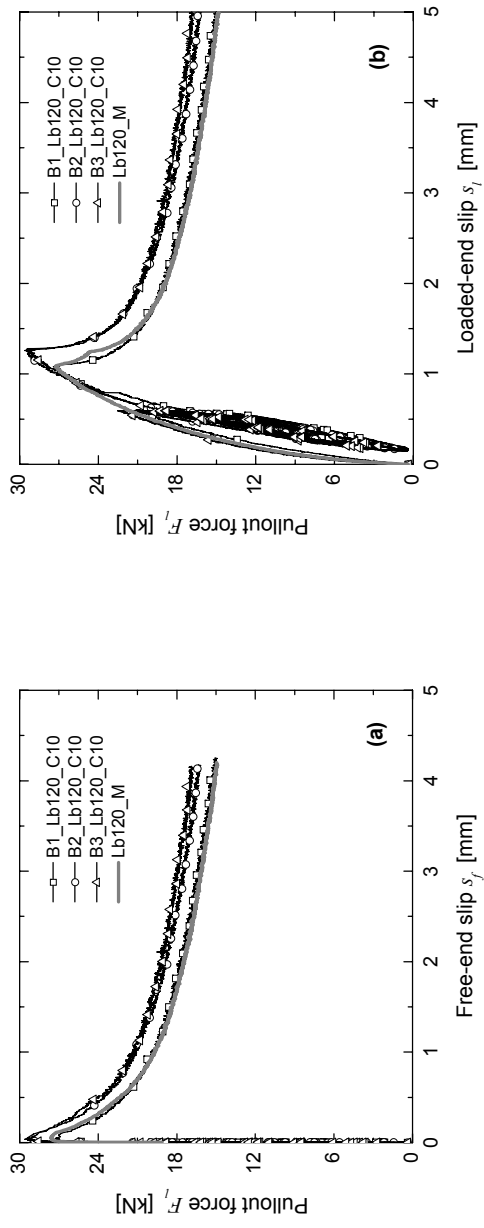 30
24
18
12
6
0
Pullout force F_l [kN]
B1_Lb120_C10
B2_Lb120_C10
B3_Lb120_C10
Lb120_M
(a)
0 1 2 3 4 5
Free-end slip s_f [mm]
30
24
18
12
6
0
Pullout force F_l [kN]
B1_Lb120_C10
B2_Lb120_C10
B3_Lb120_C10
Lb120_M
(b)
0 1 2 3 4 5
Loaded-end slip s_l [mm]